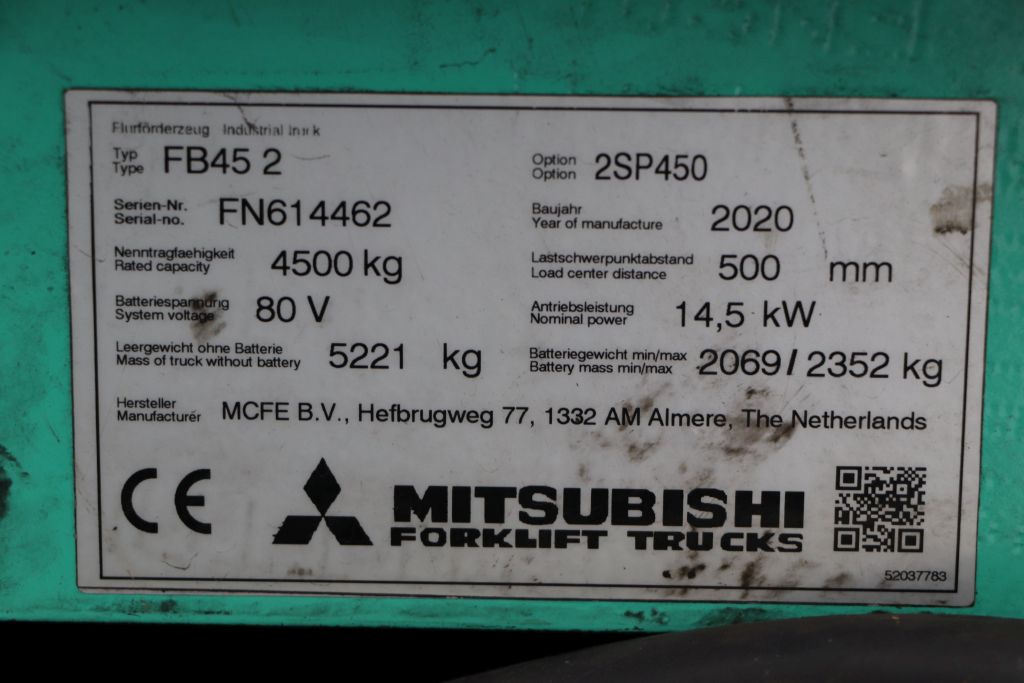 Flurförderzeug Industrial truck
Typ
Type FB45 2
Option
Option 2SP450
Serien-Nr.
Serial-no. FN614462
Baujahr
Year of manufacture 2020
Nenntragfaehigkeit
Rated capacity 4500 kg
Lastschwerpunktabstand
Load center distance 500 mm
Batteriespannung
System voltage 80 V
Antriebsleistung
Nominal power 14,5 kW
Leergewicht ohne Batterie
Mass of truck without battery 5221 kg
Batteriegewicht min/max
Battery mass min/max 2069/2352 kg
Hersteller
Manufacturer MCFE B.V., Hefbrugweg 77, 1332 AM Almere, The Netherlands
CE
MITSUBISHI
FORKLIFT TRUCKS
52037783